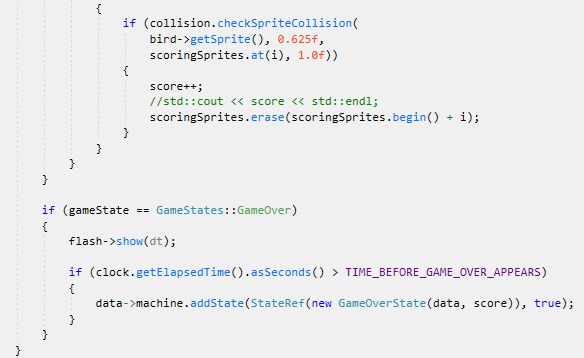 {
if (collision.checkSpriteCollision(
bird->getSprite(), 0.625f,
scoringSprites.at(i), 1.0f))
{
score++;
//std::cout << score << std::endl;
scoringSprites.erase(scoringSprites.begin() + i);
}
}
}
}
if (gameState == GameStates::GameOver)
{
flash->show(dt);
if (clock.getElapsedTime().asSeconds() > TIME_BEFORE_GAME_OVER_APPEARS)
{
data->machine.addState(StateRef(new GameOverState(data, score)), true);
}
}
}